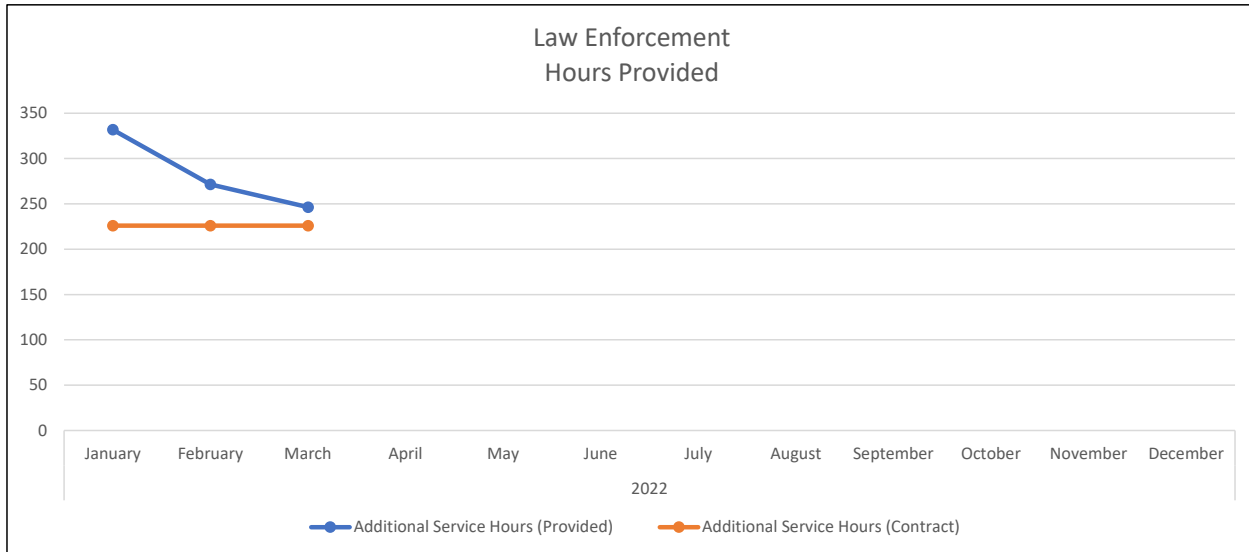 Law Enforcement
Hours Provided
350
300
250
200
150
100
50
0
January February March April May June July August September October November December
2022
Additional Service Hours (Provided) Additional Service Hours (Contract)